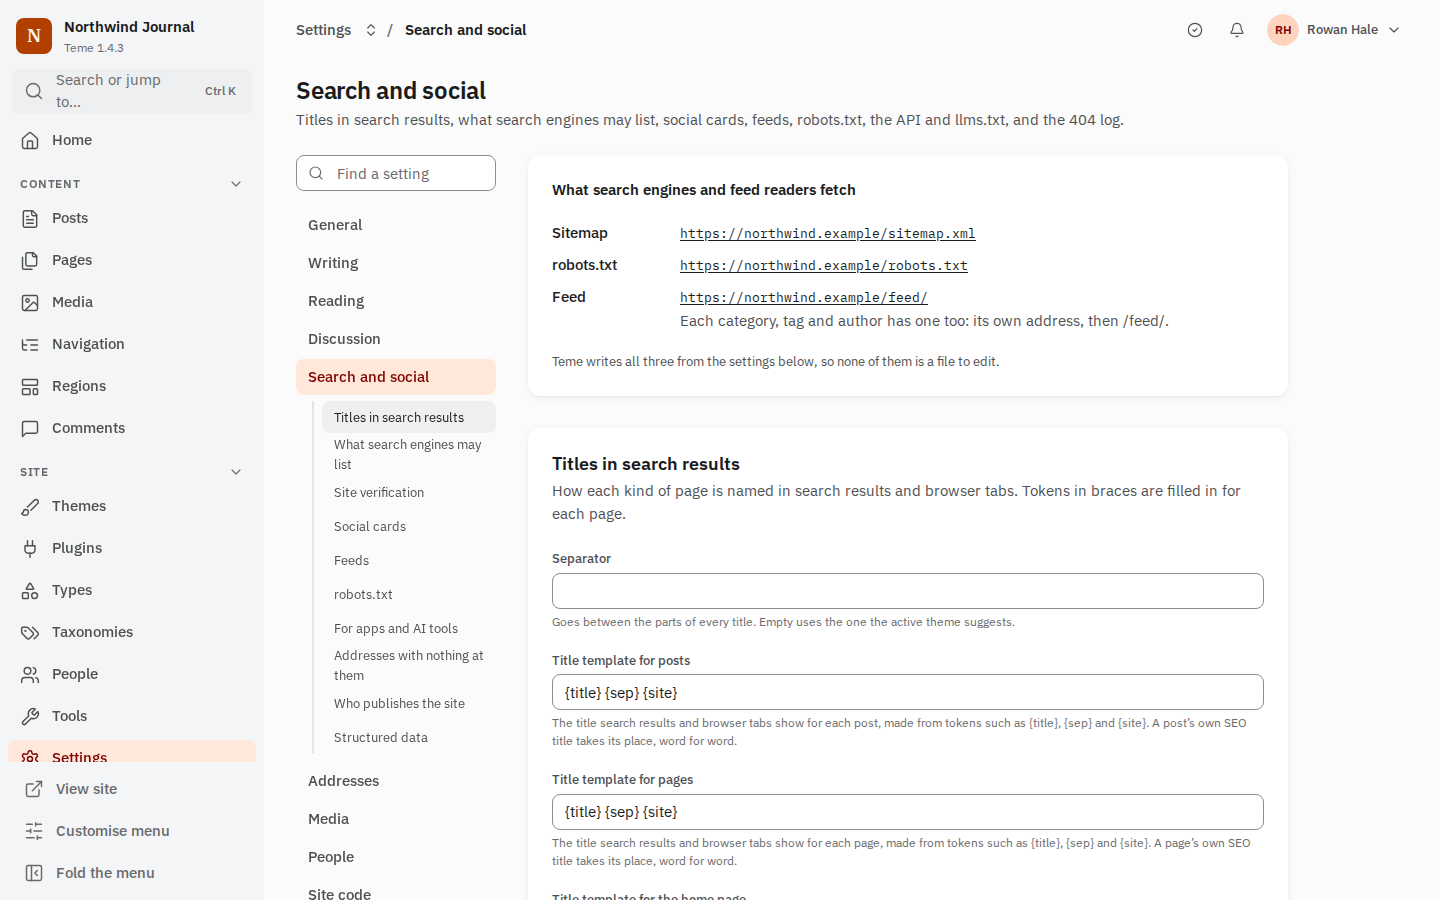 N
Northwind Journal
Teme 1.4.3
Search or jump
to...
Ctrl K
Home
CONTENT
Posts
Pages
Media
Navigation
Regions
Comments
SITE
Themes
Plugins
Types
Taxonomies
People
Tools
Settings
View site
Customise menu
Fold the menu
Settings / Search and social
RH Rowan Hale
Search and social
Titles in search results, what search engines may list, social cards, feeds, robots.txt, the API and llms.txt, and the 404 log.
Find a setting
General
Writing
Reading
Discussion
Search and social
Titles in search results
What search engines may
list
Site verification
Social cards
Feeds
robots.txt
For apps and AI tools
Addresses with nothing at
them
Who publishes the site
Structured data
Addresses
Media
People
Site code
What search engines and feed readers fetch
Sitemap https://northwind.example/sitemap.xml
robots.txt https://northwind.example/robots.txt
Feed https://northwind.example/feed/
Each category, tag and author has one too: its own address, then /feed/.
Teme writes all three from the settings below, so none of them is a file to edit.
Titles in search results
How each kind of page is named in search results and browser tabs. Tokens in braces are filled in for
each page.
Separator
Goes between the parts of every title. Empty uses the one the active theme suggests.
Title template for posts
{title} {sep} {site}
The title search results and browser tabs show for each post, made from tokens such as {title}, {sep} and {site}. A post's own SEO
title takes its place, word for word.
Title template for pages
{title} {sep} {site}
The title search results and browser tabs show for each page, made from tokens such as {title}, {sep} and {site}. A page's own SEO
title takes its place, word for word.
Title template for the home page